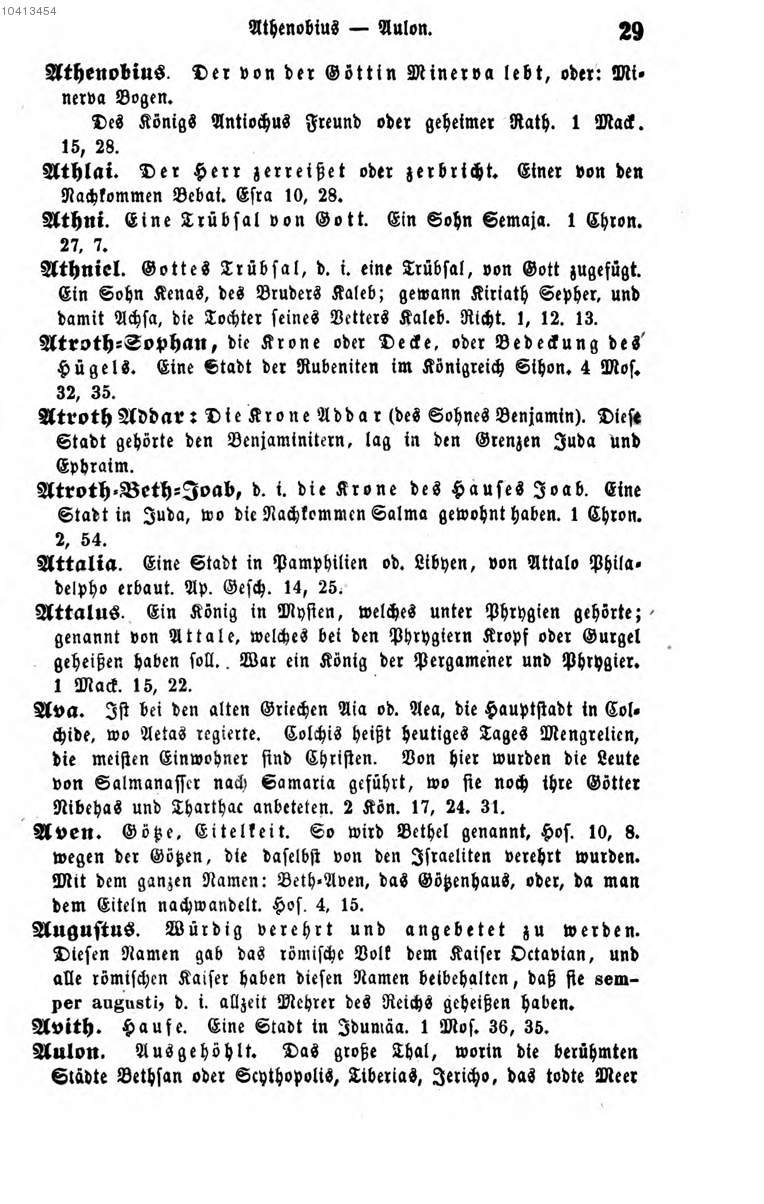 10413454
Athenobius — Aulon. 29
Athenobius. Der von der Göttin Minerva lebt, oder: Mi-
nerva Bogen.
Des Königs Antiochus Freund oder geheimer Rath. 1 Mack.
15, 28.
Athlai. Der Herr zerreißet oder zerbricht. Einer von den
Nachkommen Bebai. Esra 10, 28.
Athni. Eine Trübsal von Gott. Ein Sohn Semaja. 1 Chron.
27, 7.
Athniel. Gottes Trübsal, d. i. eine Trübsal, von Gott zugefügt.
Ein Sohn Kenas, des Bruders Kaleb; gewann Kiriath Sepher, und
damit Achsa, die Tochter seines Vetters Kaleb. Richt. 1, 12. 13.
Atroth-Sophan, die Krone oder Decke, oder Bedeckung des
Hügels. Eine Stadt der Rubeniten im Königreich Sihon. 4 Mos.
32, 35.
Atroth Addar: Die Krone Addar (des Sohnes Benjamin). Diese
Stadt gehörte den Benjaminitern, lag in den Grenzen Juda und
Ephraim.
Atroth-Beth-Joab, d. i. die Krone des Hauses Joab. Eine
Stadt in Juda, wo die Nachkommen Salma gewohnt haben. 1 Chron.
2, 54.
Attalia. Eine Stadt in Pamphilien od. Libyen, von Attalo Phila-
delpho erbaut. Ap. Gesch. 14, 25.
Attalus. Ein König in Mysien, welches unter Phrygien gehörte;
genannt von Attale, welches bei den Phrygiern Kropf oder Gurgel
geheißen haben soll. War ein König der Pergamener und Phrygier.
1 Mack. 15, 22.
Ava. Ist bei den alten Griechen Aia od. Aea, die Hauptstadt in Col-
chide, wo Aetas regierte. Colchis heißt heutiges Tages Mengrelien,
die meisten Einwohner sind Christen. Von hier wurden die Leute
von Salmanasser nach Samaria geführt, wo sie noch ihre Götter
Nibehas und Tharthac anbeteten. 2 Kön. 17, 24. 31.
Aven. Götze, Eitelkeit. So wird Bethel genannt, Hos. 10, 8.
wegen der Götzen, die daselbst von den Israeliten verehrt wurden.
Mit dem ganzen Namen: Beth-Aven, das Götzenhaus, oder, da man
dem Eiteln nachwandelt. Hos. 4, 15.
Augustus. Würdig verehrt und angebetet zu werden.
Diesen Namen gab das römische Volk dem Kaiser Octavian, und
alle römischen Kaiser haben diesen Namen beibehalten, daß sie sem-
per augusti, d. i. allzeit Mehrer des Reichs geheißen haben.
Avith. Haufe. Eine Stadt in Idumäa. 1 Mos. 36, 35.
Aulon. Ausgehöhlt. Das große Thal, worin die berühmten
Städte Bethsan oder Scythopolis, Tiberias, Jericho, das todte Meer